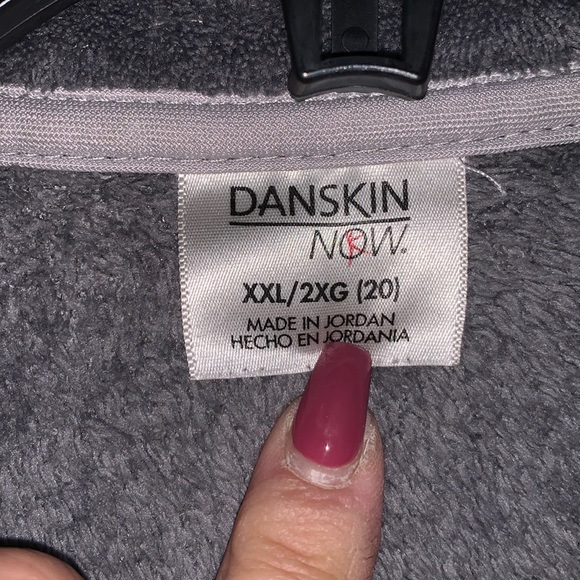 DANSKIN
NOW.
XXL/2XG (20)
MADE IN JORDAN
HECHO EN JORDANIA